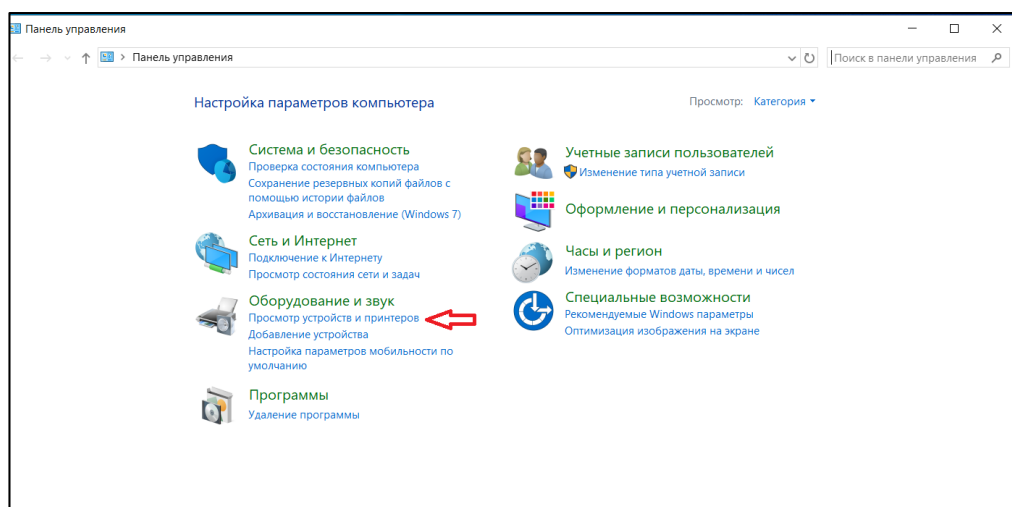 Панель управления
Панель управления
Поиск в панели управления
Настройка параметров компьютера
Просмотр: Категория
Система и безопасность
Проверка состояния компьютера
Сохранение резервных копий файлов с
помощью истории файлов
Архивация и восстановление (Windows 7)
Сеть и Интернет
Подключение к Интернету
Просмотр состояния сети и задач
Оборудование и звук
Просмотр устройств и принтеров
Добавление устройства
Настройка параметров мобильности по
умолчанию
Программы
Удаление программы
Учетные записи пользователей
Изменение типа учетной записи
Оформление и персонализация
Часы и регион
Изменение форматов даты, времени и чисел
Специальные возможности
Рекомендуемые Windows параметры
Оптимизация изображения на экране